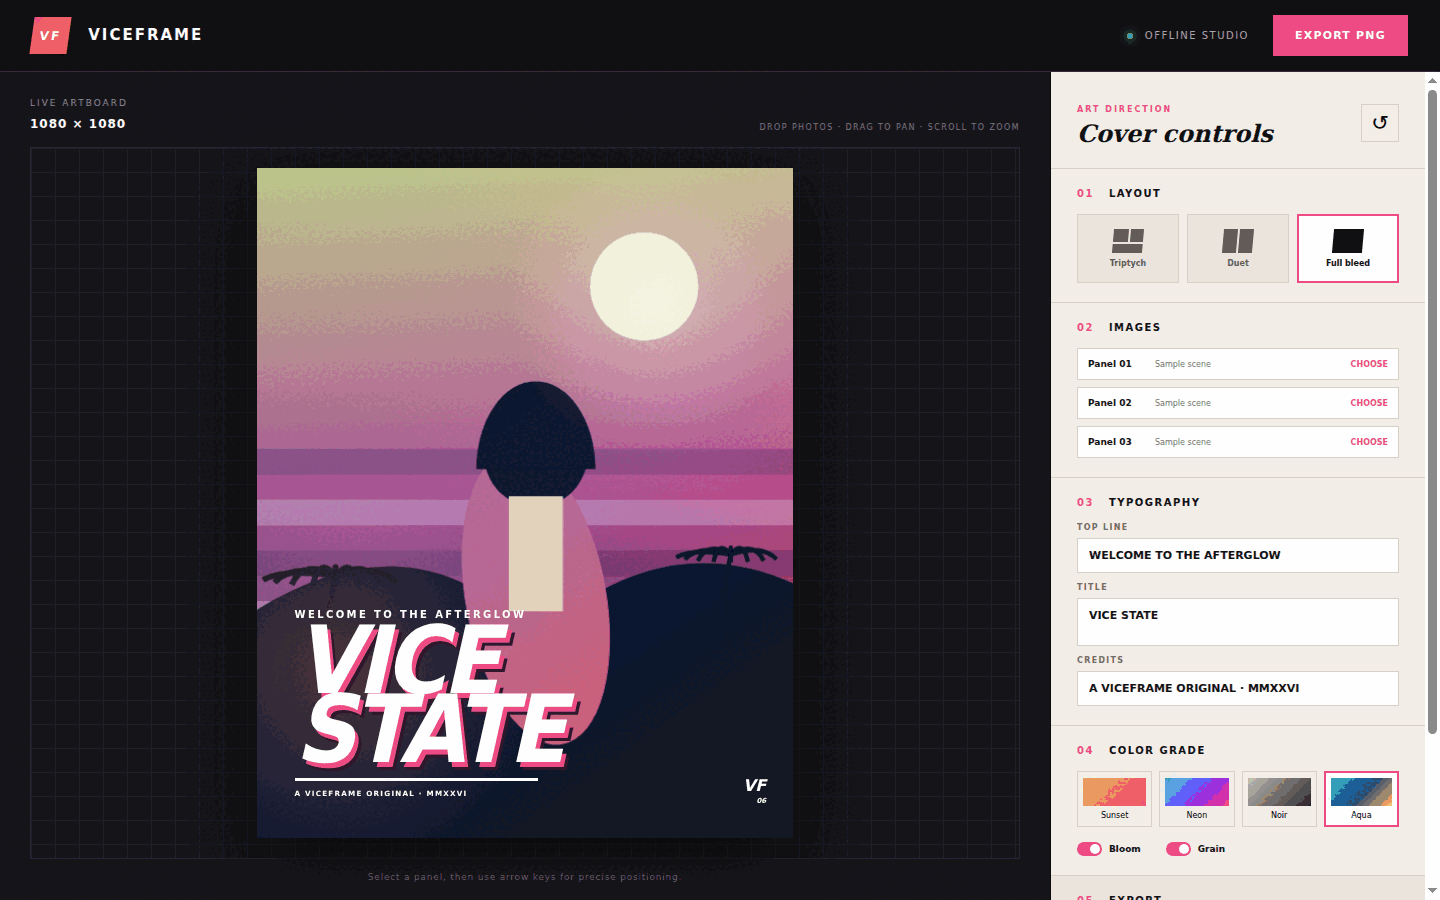 VF VICEFRAME
OFFLINE STUDIO
EXPORT PNG
LIVE ARTBOARD
1080 × 1080
DROP PHOTOS · DRAG TO PAN · SCROLL TO ZOOM
WELCOME TO THE AFTERGLOW
VICE
STATE
A VICEFRAME ORIGINAL · MMXXVI
VF
06
Select a panel, then use arrow keys for precise positioning.
ART DIRECTION
Cover controls
01 LAYOUT
Triptych
Duet
Full bleed
02 IMAGES
Panel 01 Sample scene CHOOSE
Panel 02 Sample scene CHOOSE
Panel 03 Sample scene CHOOSE
03 TYPOGRAPHY
TOP LINE
WELCOME TO THE AFTERGLOW
TITLE
VICE STATE
CREDITS
A VICEFRAME ORIGINAL · MMXXVI
04 COLOR GRADE
Sunset
Neon
Noir
Aqua
Bloom
Grain
05 EXPORT